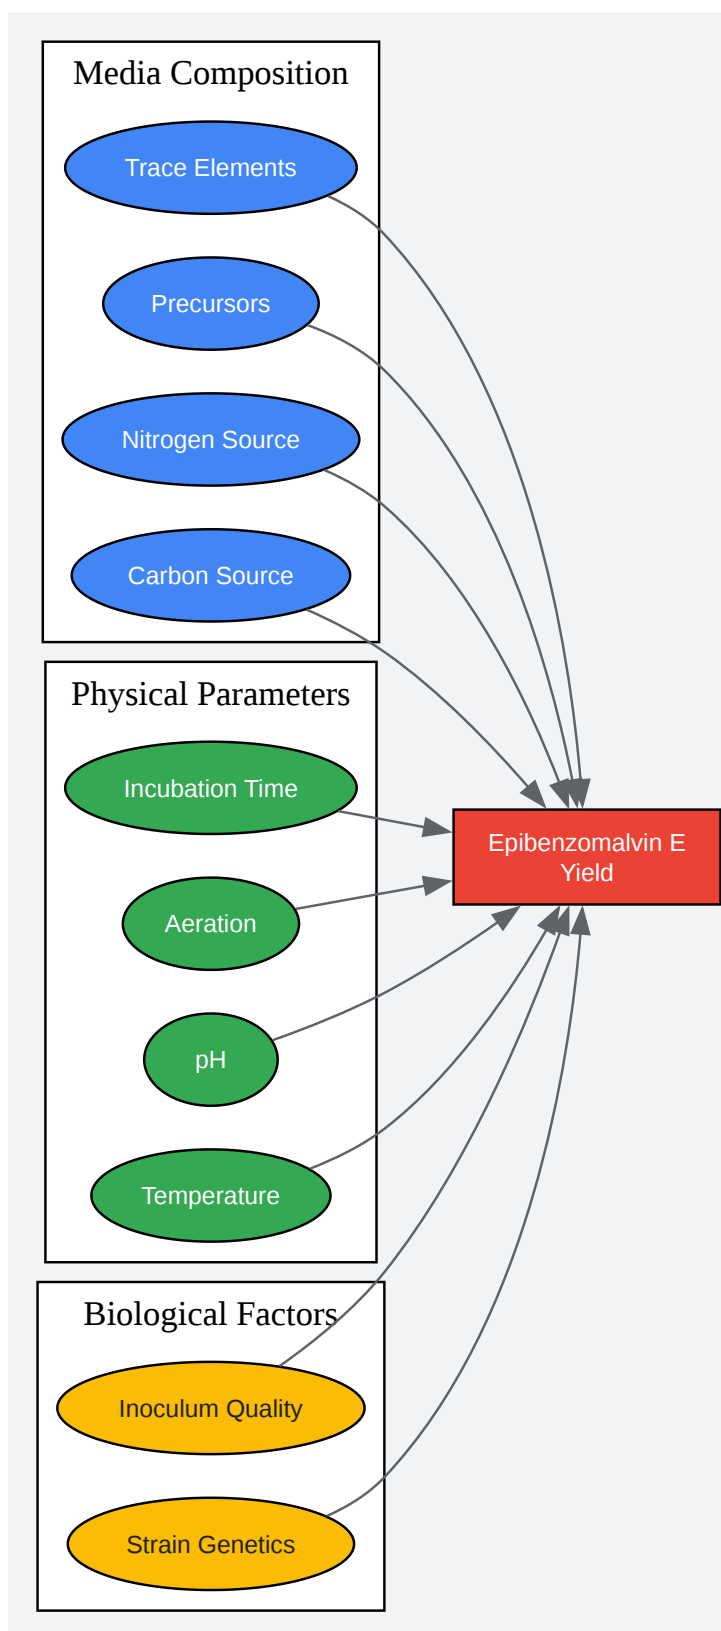 Media Composition
Trace Elements
Precursors
Nitrogen Source
Carbon Source
Physical Parameters
Incubation Time
Aeration
pH
Temperature
Biological Factors
Inoculum Quality
Strain Genetics
Epibenzomalvin E
Yield